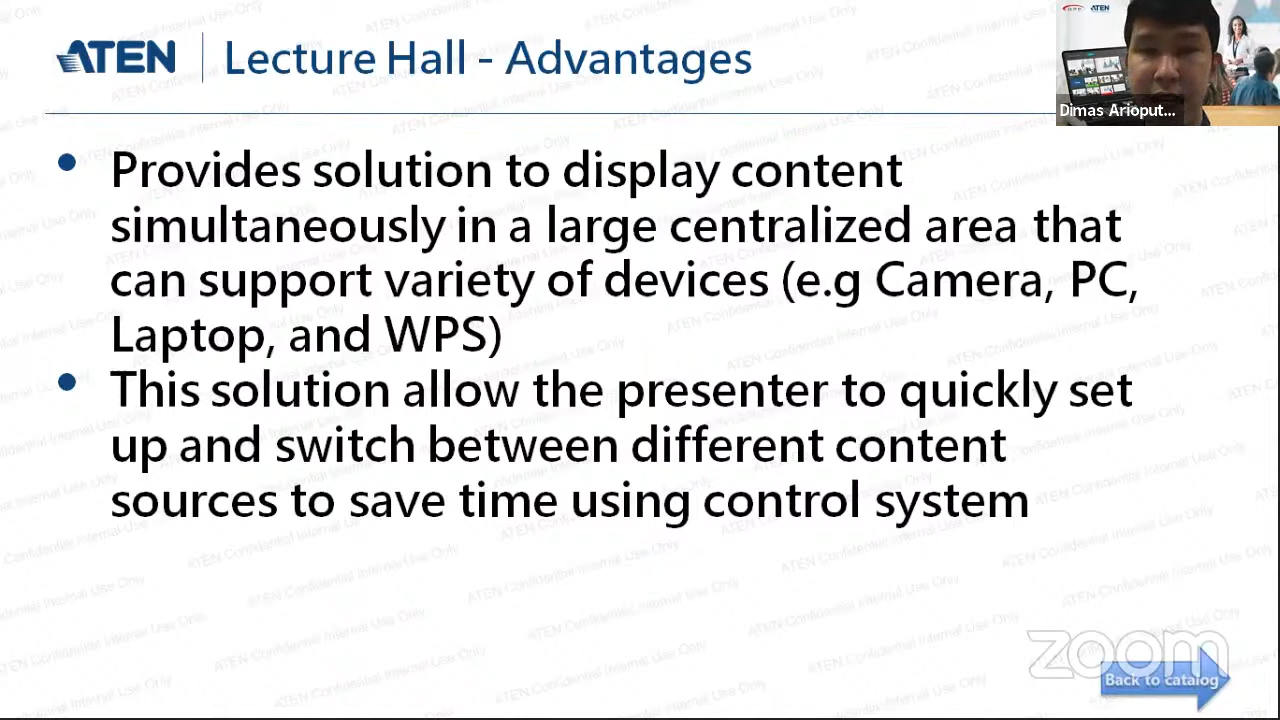 ATEN
Lecture Hall - Advantages
ATEN
Dimas Arioput...
• Provides solution to display content
simultaneously in a large centralized area that
can support variety of devices (e.g Camera, PC,
Laptop, and WPS)
• This solution allow the presenter to quickly set
up and switch between different content
sources to save time using control system
ATEN Confidential Internal Use Only
zoom
Back to catalog